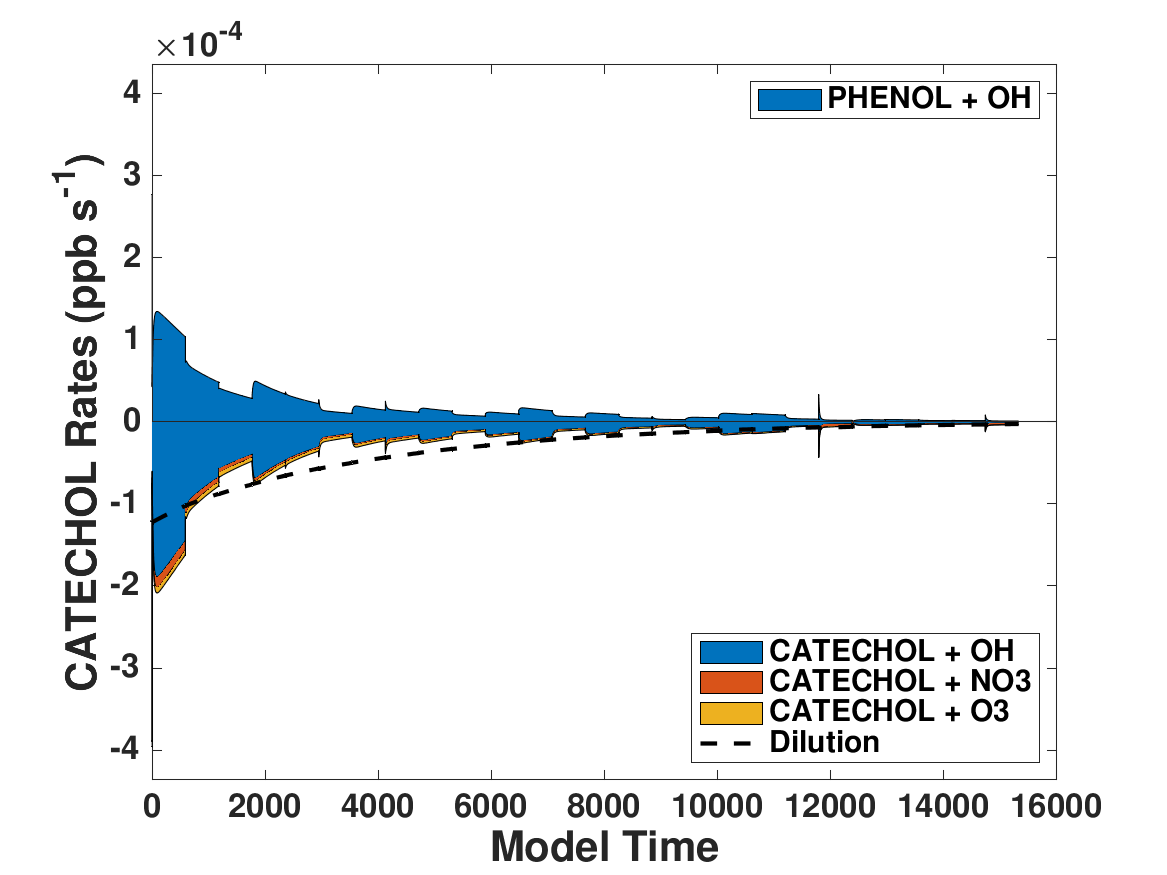 ×10-4
4
3
2
1
0
-1
-2
-3
-4
CATECHOL Rates (ppb s-1)
PHENOL + OH
CATECHOL + OH
CATECHOL + NO3
CATECHOL + O3
Dilution
0 2000 4000 6000 8000 10000 12000 14000 16000
Model Time